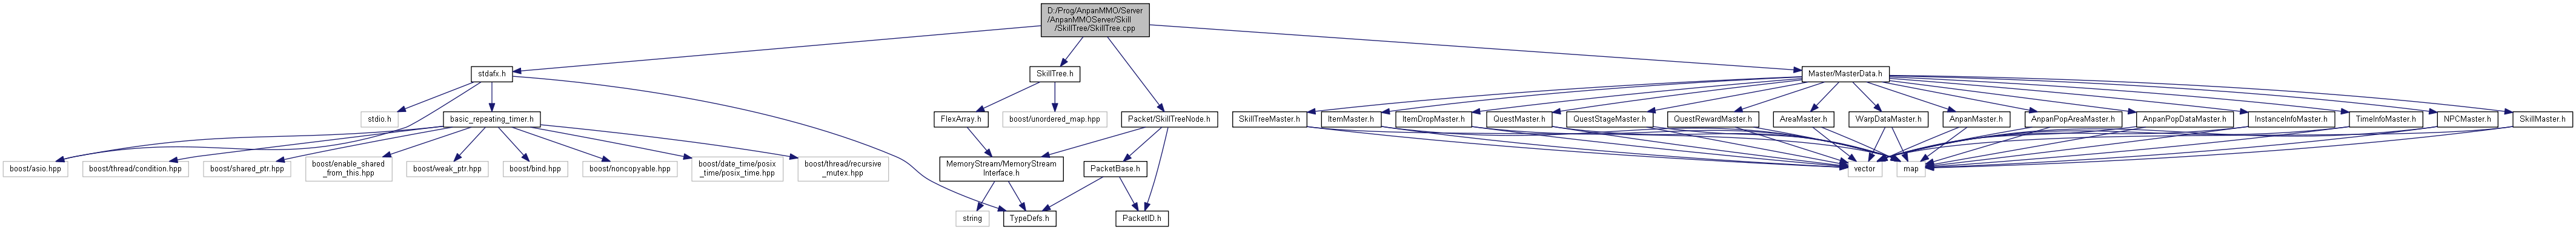 D:/Prog/AnpanMMO/Server
/AnpanMMOServer/Skill
/SkillTree/SkillTree.cpp
stdafx.h
SkillTree.h
Master/MasterData.h
stdio.h
basic_repeating_timer.h
FlexArray.h
boost/unordered_map.hpp
Packet/SkillTreeNode.h
SkillTreeMaster.h
ItemMaster.h
ItemDropMaster.h
QuestMaster.h
QuestStageMaster.h
QuestRewardMaster.h
AreaMaster.h
WarpDataMaster.h
AnpanMaster.h
AnpanPopAreaMaster.h
AnpanPopDataMaster.h
InstanceInfoMaster.h
TimeInfoMaster.h
NPCMaster.h
SkillMaster.h
boost/asio.hpp
boost/thread/condition.hpp
boost/shared_ptr.hpp
boost/enable_shared
_from_this.hpp
boost/weak_ptr.hpp
boost/bind.hpp
boost/noncopyable.hpp
boost/date_time/posix
_time/posix_time.hpp
boost/thread/recursive
_mutex.hpp
MemoryStream/MemoryStream
Interface.h
PacketBase.h
vector
map
string
TypeDefs.h
PacketID.h